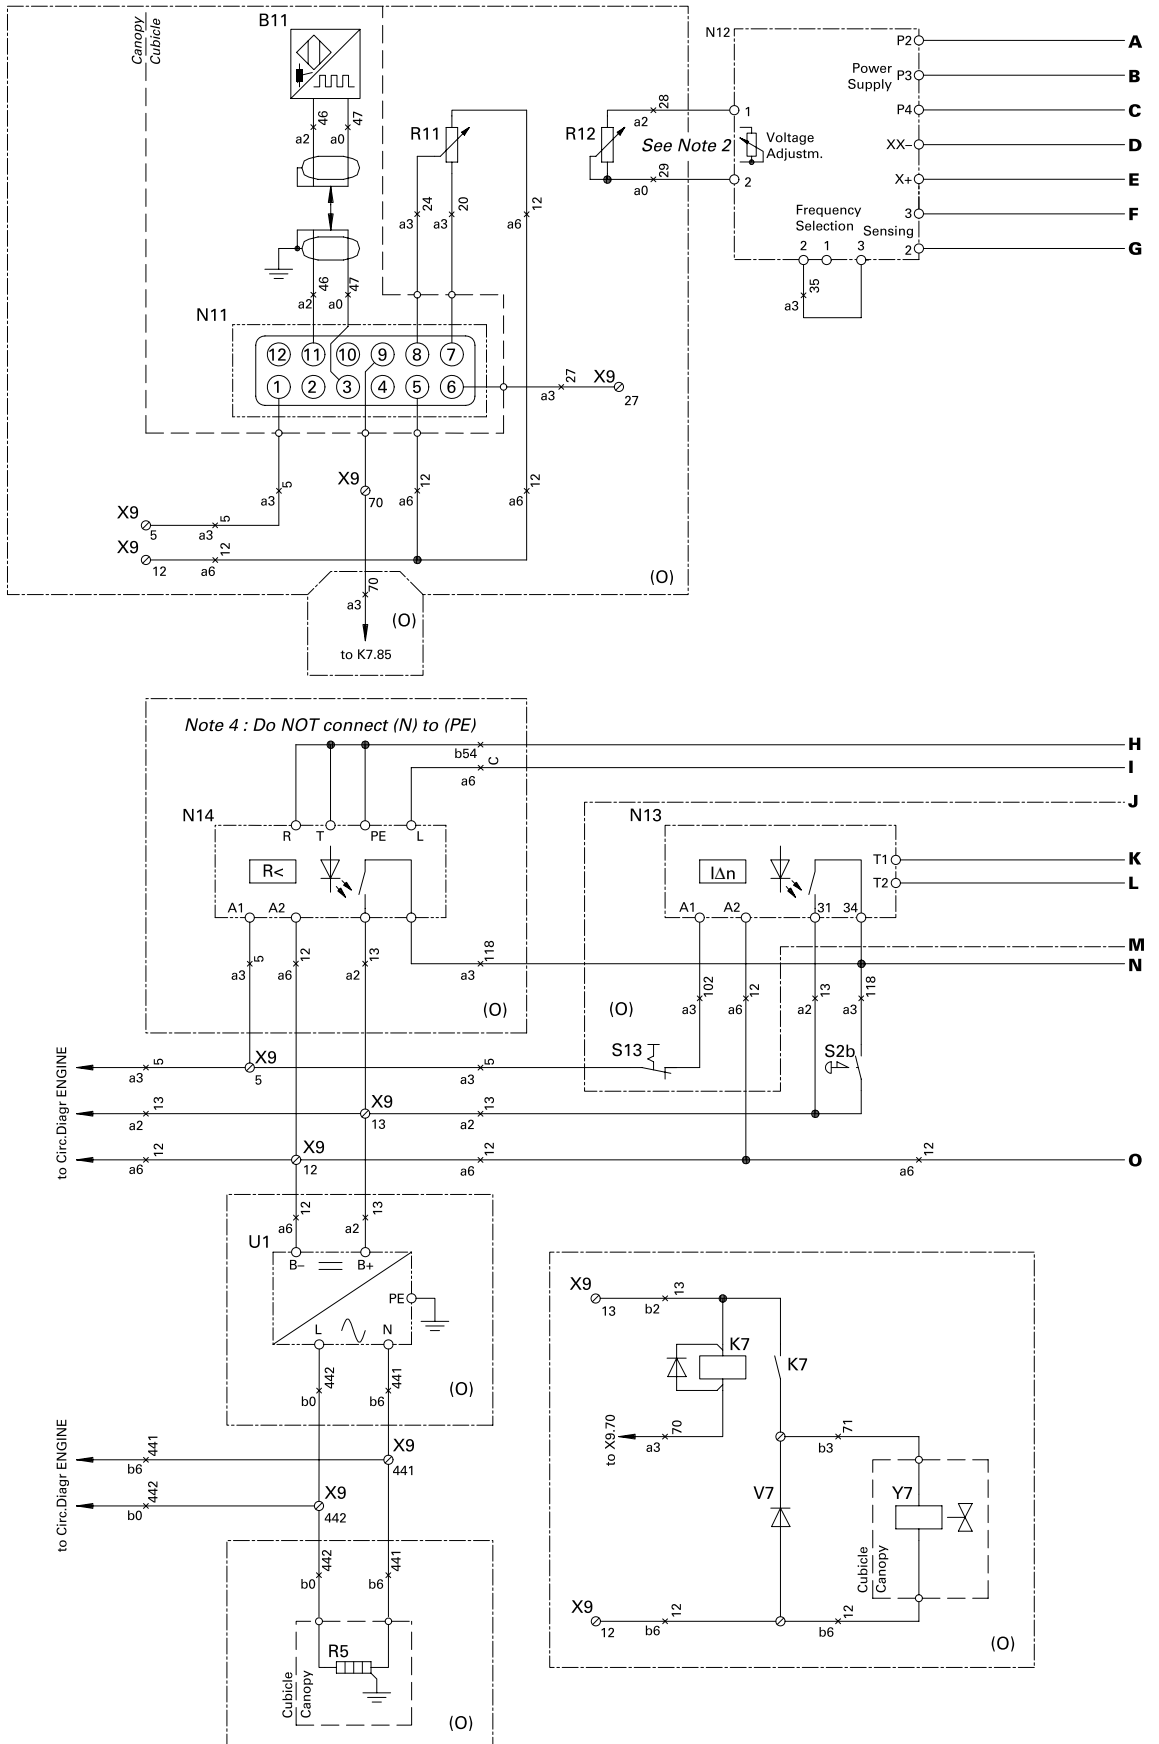 B11
N12
P2
A
Canopy
Cubicle
Power
Supply
P3
B
46
47
28
1
P4
C
a2
a0
R11
R12
a2
See Note 2
Voltage
Adjustm.
XX–
D
29
2
X+
E
a0
24
20
12
a3
a3
a6
Frequency
Selection
Sensing
3
F
2
1
3
2
G
46
47
35
a2
a0
a3
N11
12
11
10
9
8
7
1
2
3
4
5
6
27
X9
a3
27
5
X9
12
12
a3
70
a6
a6
X9
5
5
a3
X9
12
12
a6
(O)
70
a3
(O)
to K7.85
Note 4 : Do NOT connect (N) to (PE)
H
b54
C
I
a6
J
N14
N13
R
T
PE
L
R<
I∆n
T1
K
T2
L
A1
A2
A1
A2
31
34
5
12
13
118
M
N
a3
a6
a2
a3
102
12
13
118
(O)
(O)
a3
a6
a2
a3
S13
S2b
to Circ.Diagr ENGINE
5
X9
5
a3
5
a3
13
X9
13
a2
13
a2
12
X9
12
12
a6
12
a6
a6
O
12
13
a6
a2
U1
B–
B+
PE
L
N
442
441
b0
b6
(O)
X9
13
13
b2
K7
K7
to X9.70
70
71
a3
b3
V7
Y7
Cubicle
Canopy
X9
12
12
12
b6
b6
(O)
to Circ.Diagr ENGINE
441
X9
b6
441
442
X9
b0
442
442
441
b0
b6
R5
Cubicle
Canopy
(O)